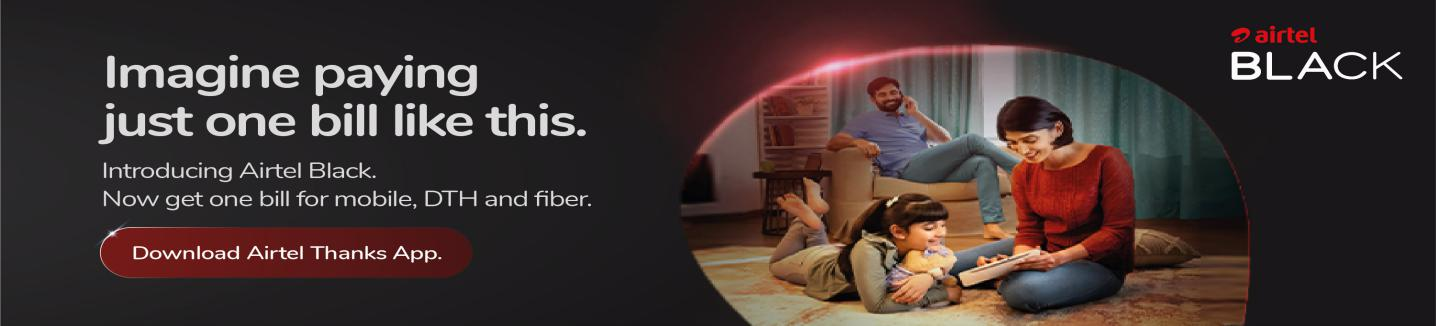 Imagine paying
just one bill like this.
Introducing Airtel Black.
Now get one bill for mobile, DTH and fiber.
Download Airtel Thanks App.
airtel
BLACK